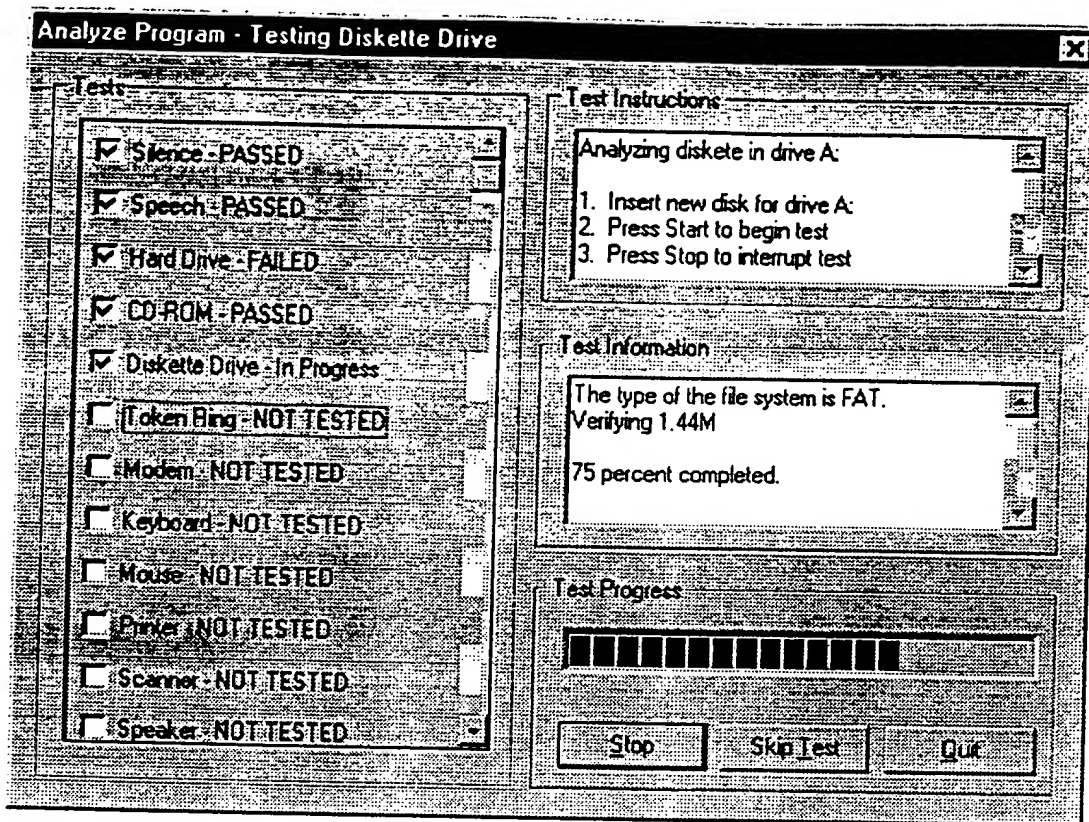 Analyze Program - Testing Diskette Drive
Tests
Silence - PASSED
Speech - PASSED
Hard Drive - FAILED
CD-ROM - PASSED
Diskette Drive - In Progress
Token Ring - NOT TESTED
Modem - NOT TESTED
Keyboard - NOT TESTED
Mouse - NOT TESTED
Printer - NOT TESTED
Scanner - NOT TESTED
Speaker - NOT TESTED
Test Instructions
Analyzing diskete in drive A:
1. Insert new disk for drive A:
2. Press Start to begin test
3. Press Stop to interrupt test
Test Information
The type of the file system is FAT.
Verifying 1.44M
75 percent completed.
Test Progress
Stop
Skip Test
Quit